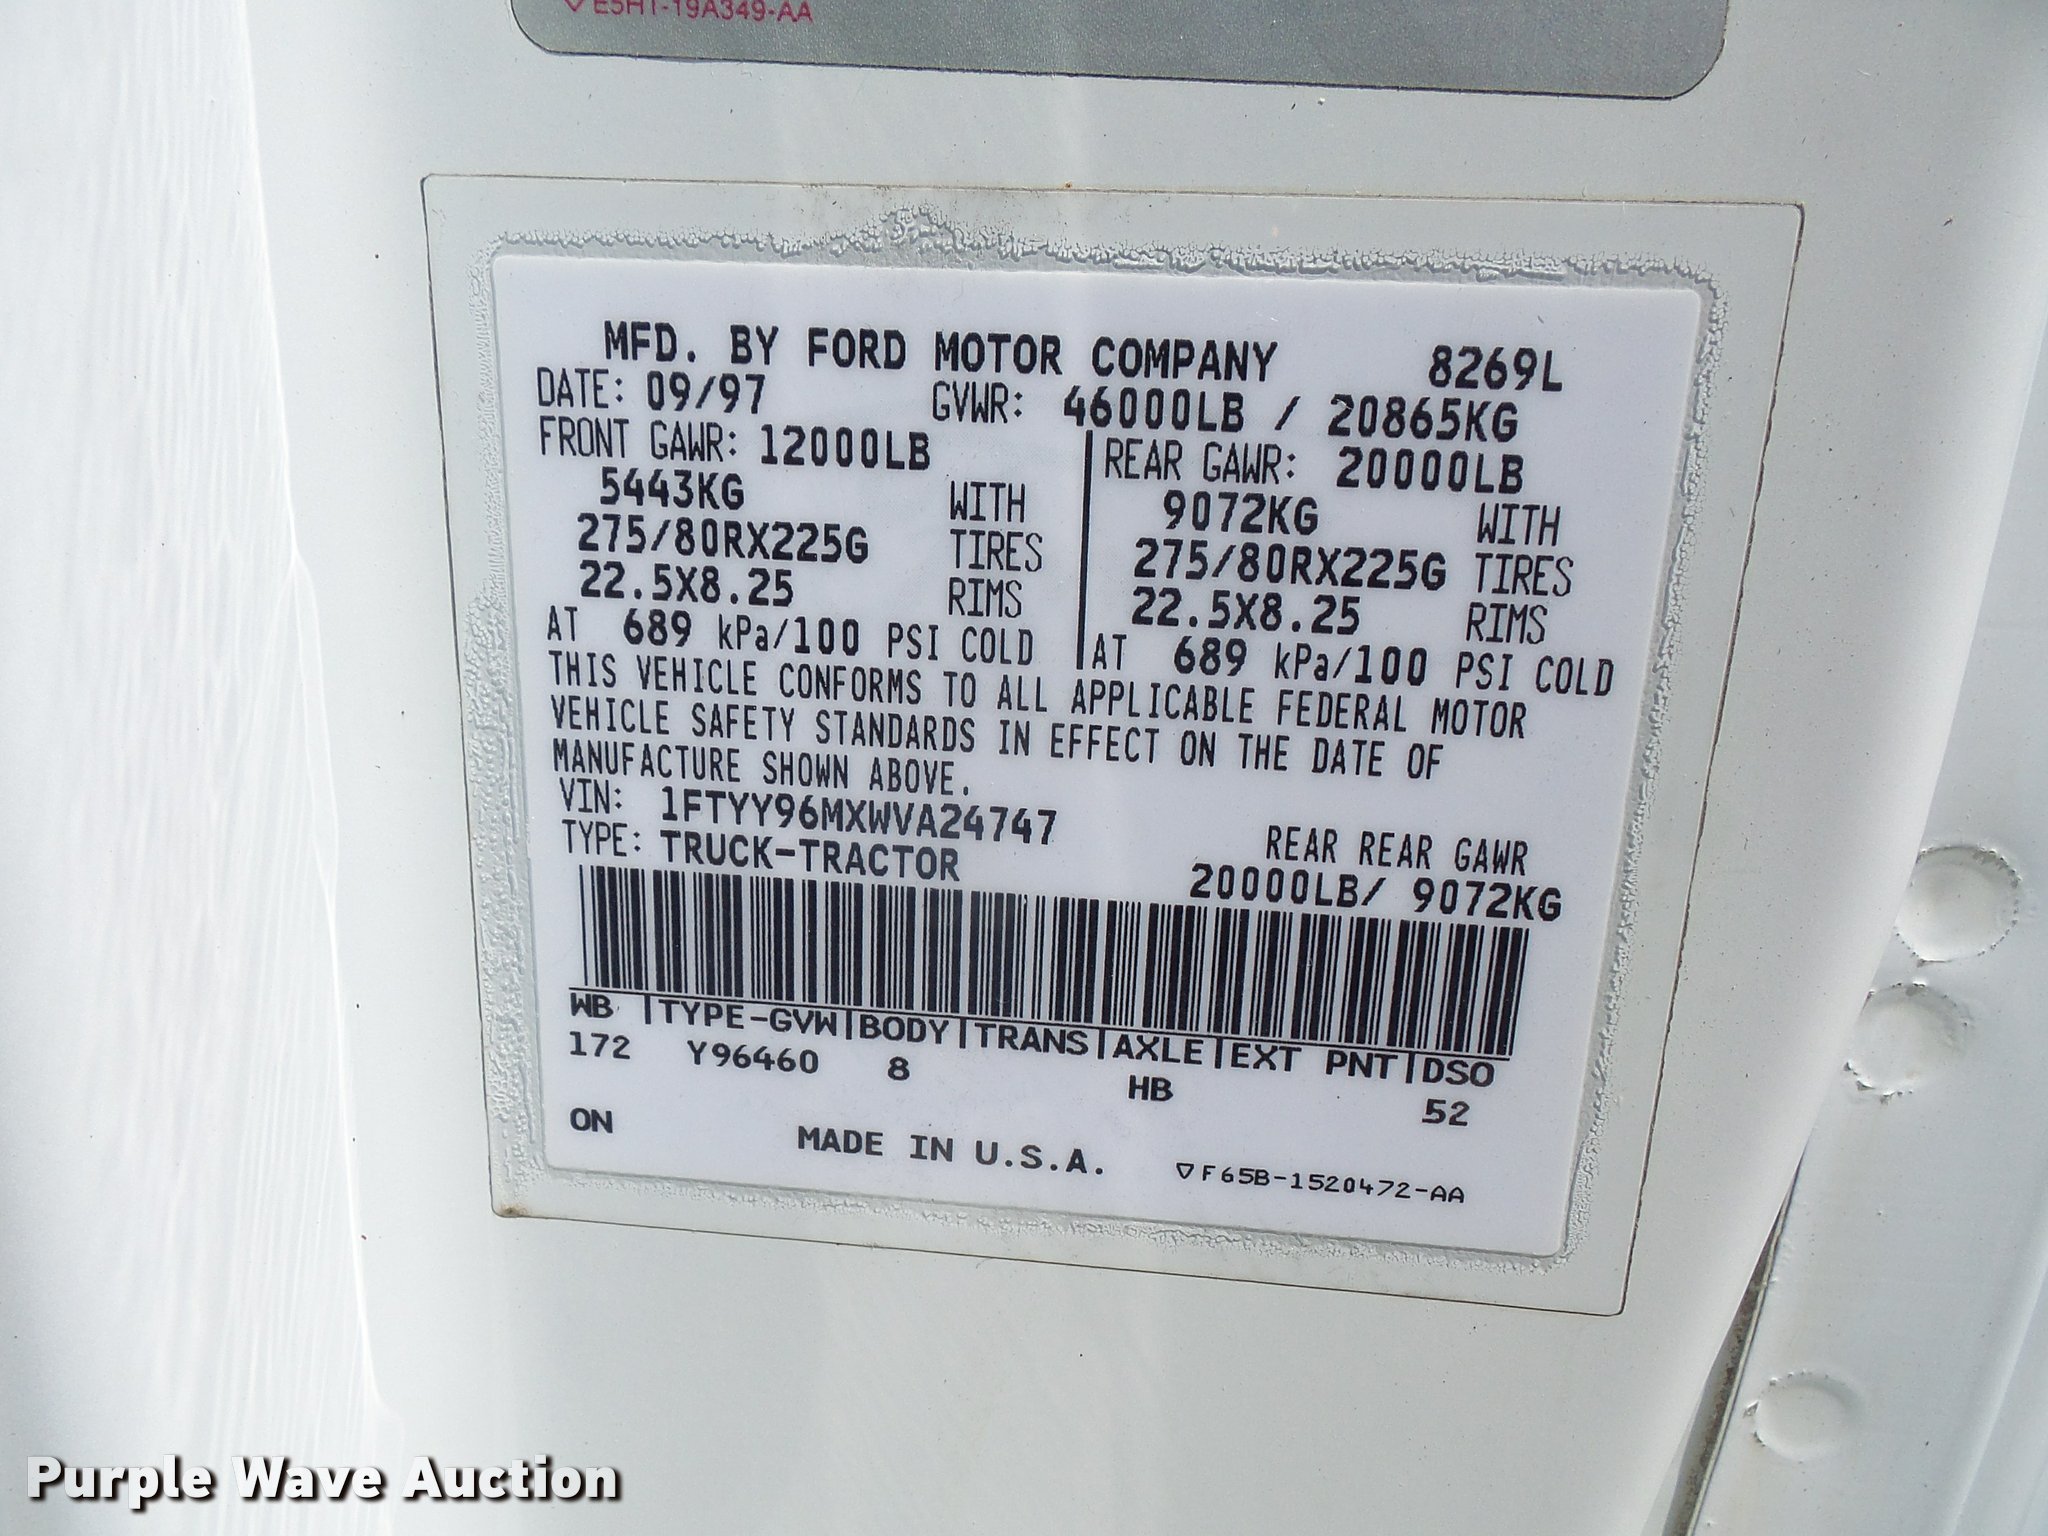 ▽ E5HT-19A349-AA
MFD. BY FORD MOTOR COMPANY 8269L
DATE: 09/97 GVWR: 46000LB / 20865KG
FRONT GAWR: 12000LB REAR GAWR: 20000LB
5443KG WITH 9072KG WITH
275/80RX225G TIRES 275/80RX225G TIRES
22.5X8.25 RIMS 22.5X8.25 RIMS
AT 689 kPa/100 PSI COLD AT 689 kPa/100 PSI COLD
THIS VEHICLE CONFORMS TO ALL APPLICABLE FEDERAL MOTOR
VEHICLE SAFETY STANDARDS IN EFFECT ON THE DATE OF
MANUFACTURE SHOWN ABOVE.
VIN: 1FTYY96MXWVA24747
TYPE: TRUCK-TRACTOR REAR REAR GAWR
20000LB/ 9072KG
WB |TYPE-GVW|BODY|TRANS|AXLE|EXT PNT|DSO
172 Y96460 8 HB 52
ON MADE IN U.S.A. ▽F65B-1520472-AA
Purple Wave Auction